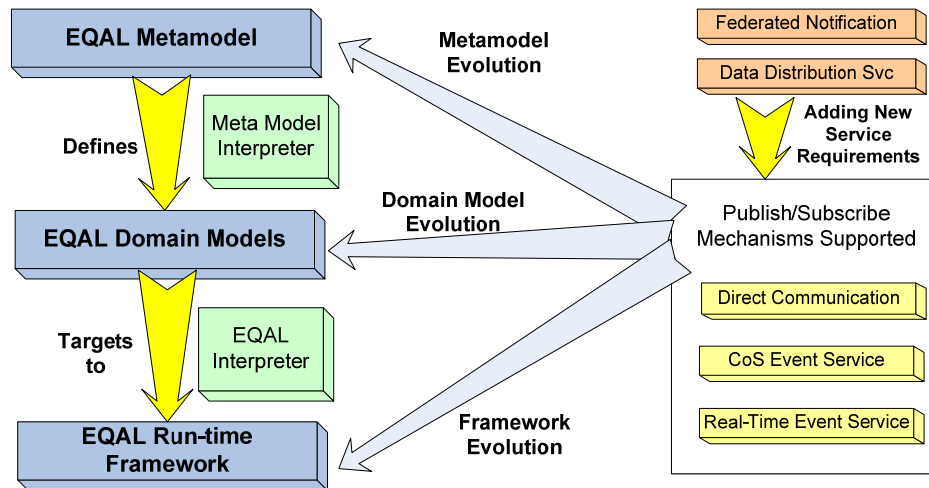 EQAL Metamodel
Defines
Meta Model
Interpreter
EQAL Domain Models
Targets
to
EQAL
Interpreter
EQAL Run-time
Framework
Metamodel
Evolution
Domain Model
Evolution
Framework
Evolution
Federated Notification
Data Distribution Svc
Adding New
Service
Requirements
Publish/Subscribe
Mechanisms Supported
Direct Communication
CoS Event Service
Real-Time Event Service